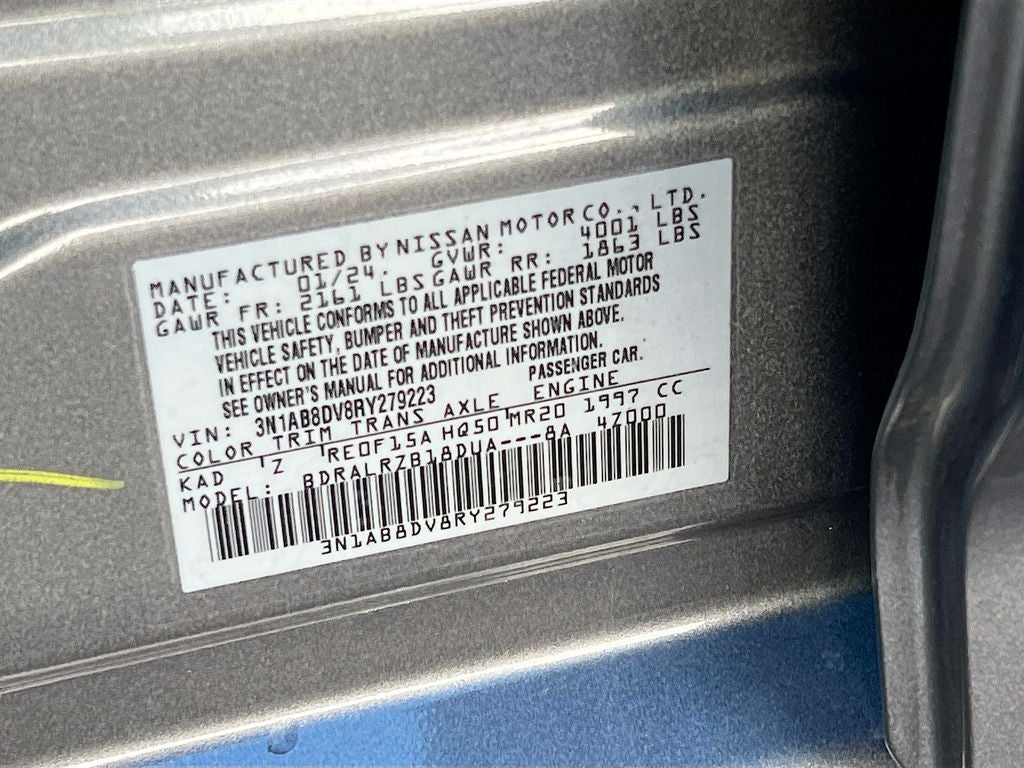 MANUFACTURED BY NISSAN MOTOR CO., LTD.
DATE: 01/24. GVWR: 4001 LBS
GAWR FR: 2161 LBS GAWR RR: 1863 LBS
THIS VEHICLE CONFORMS TO ALL APPLICABLE FEDERAL MOTOR
VEHICLE SAFETY, BUMPER AND THEFT PREVENTION STANDARDS
IN EFFECT ON THE DATE OF MANUFACTURE SHOWN ABOVE.
SEE OWNER'S MANUAL FOR ADDITIONAL INFORMATION.
VIN: 3N1AB8DV8RY279223 PASSENGER CAR.
COLOR TRIM TRANS AXLE ENGINE
KAD Z RE0F15A HQ50 MR20 1997 CC
MODEL: BDRALRZB18DUA---8A 4Z000
3N1AB8DV8RY279223